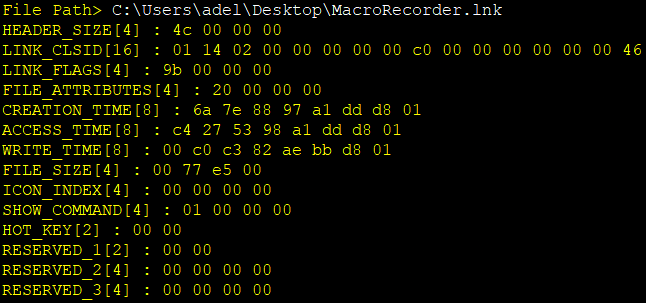 File Path> C:\Users\adel\Desktop\MacroRecorder.lnk
HEADER_SIZE[4] : 4c 00 00 00
LINK_CLSID[16] : 01 14 02 00 00 00 00 00 c0 00 00 00 00 00 00 46
LINK_FLAGS[4] : 9b 00 00 00
FILE_ATTRIBUTES[4] : 20 00 00 00
CREATION_TIME[8] : 6a 7e 88 97 a1 dd d8 01
ACCESS_TIME[8] : c4 27 53 98 a1 dd d8 01
WRITE_TIME[8] : 00 c0 c3 82 ae bb d8 01
FILE_SIZE[4] : 00 77 e5 00
ICON_INDEX[4] : 00 00 00 00
SHOW_COMMAND[4] : 01 00 00 00
HOT_KEY[2] : 00 00
RESERVED_1[2] : 00 00
RESERVED_2[4] : 00 00 00 00
RESERVED_3[4] : 00 00 00 00